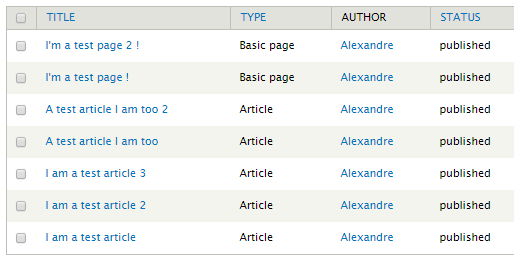 TITLE TYPE AUTHOR STATUS
I'm a test page 2 ! Basic page Alexandre published
I'm a test page ! Basic page Alexandre published
A test article I am too 2 Article Alexandre published
A test article I am too Article Alexandre published
I am a test article 3 Article Alexandre published
I am a test article 2 Article Alexandre published
I am a test article Article Alexandre published